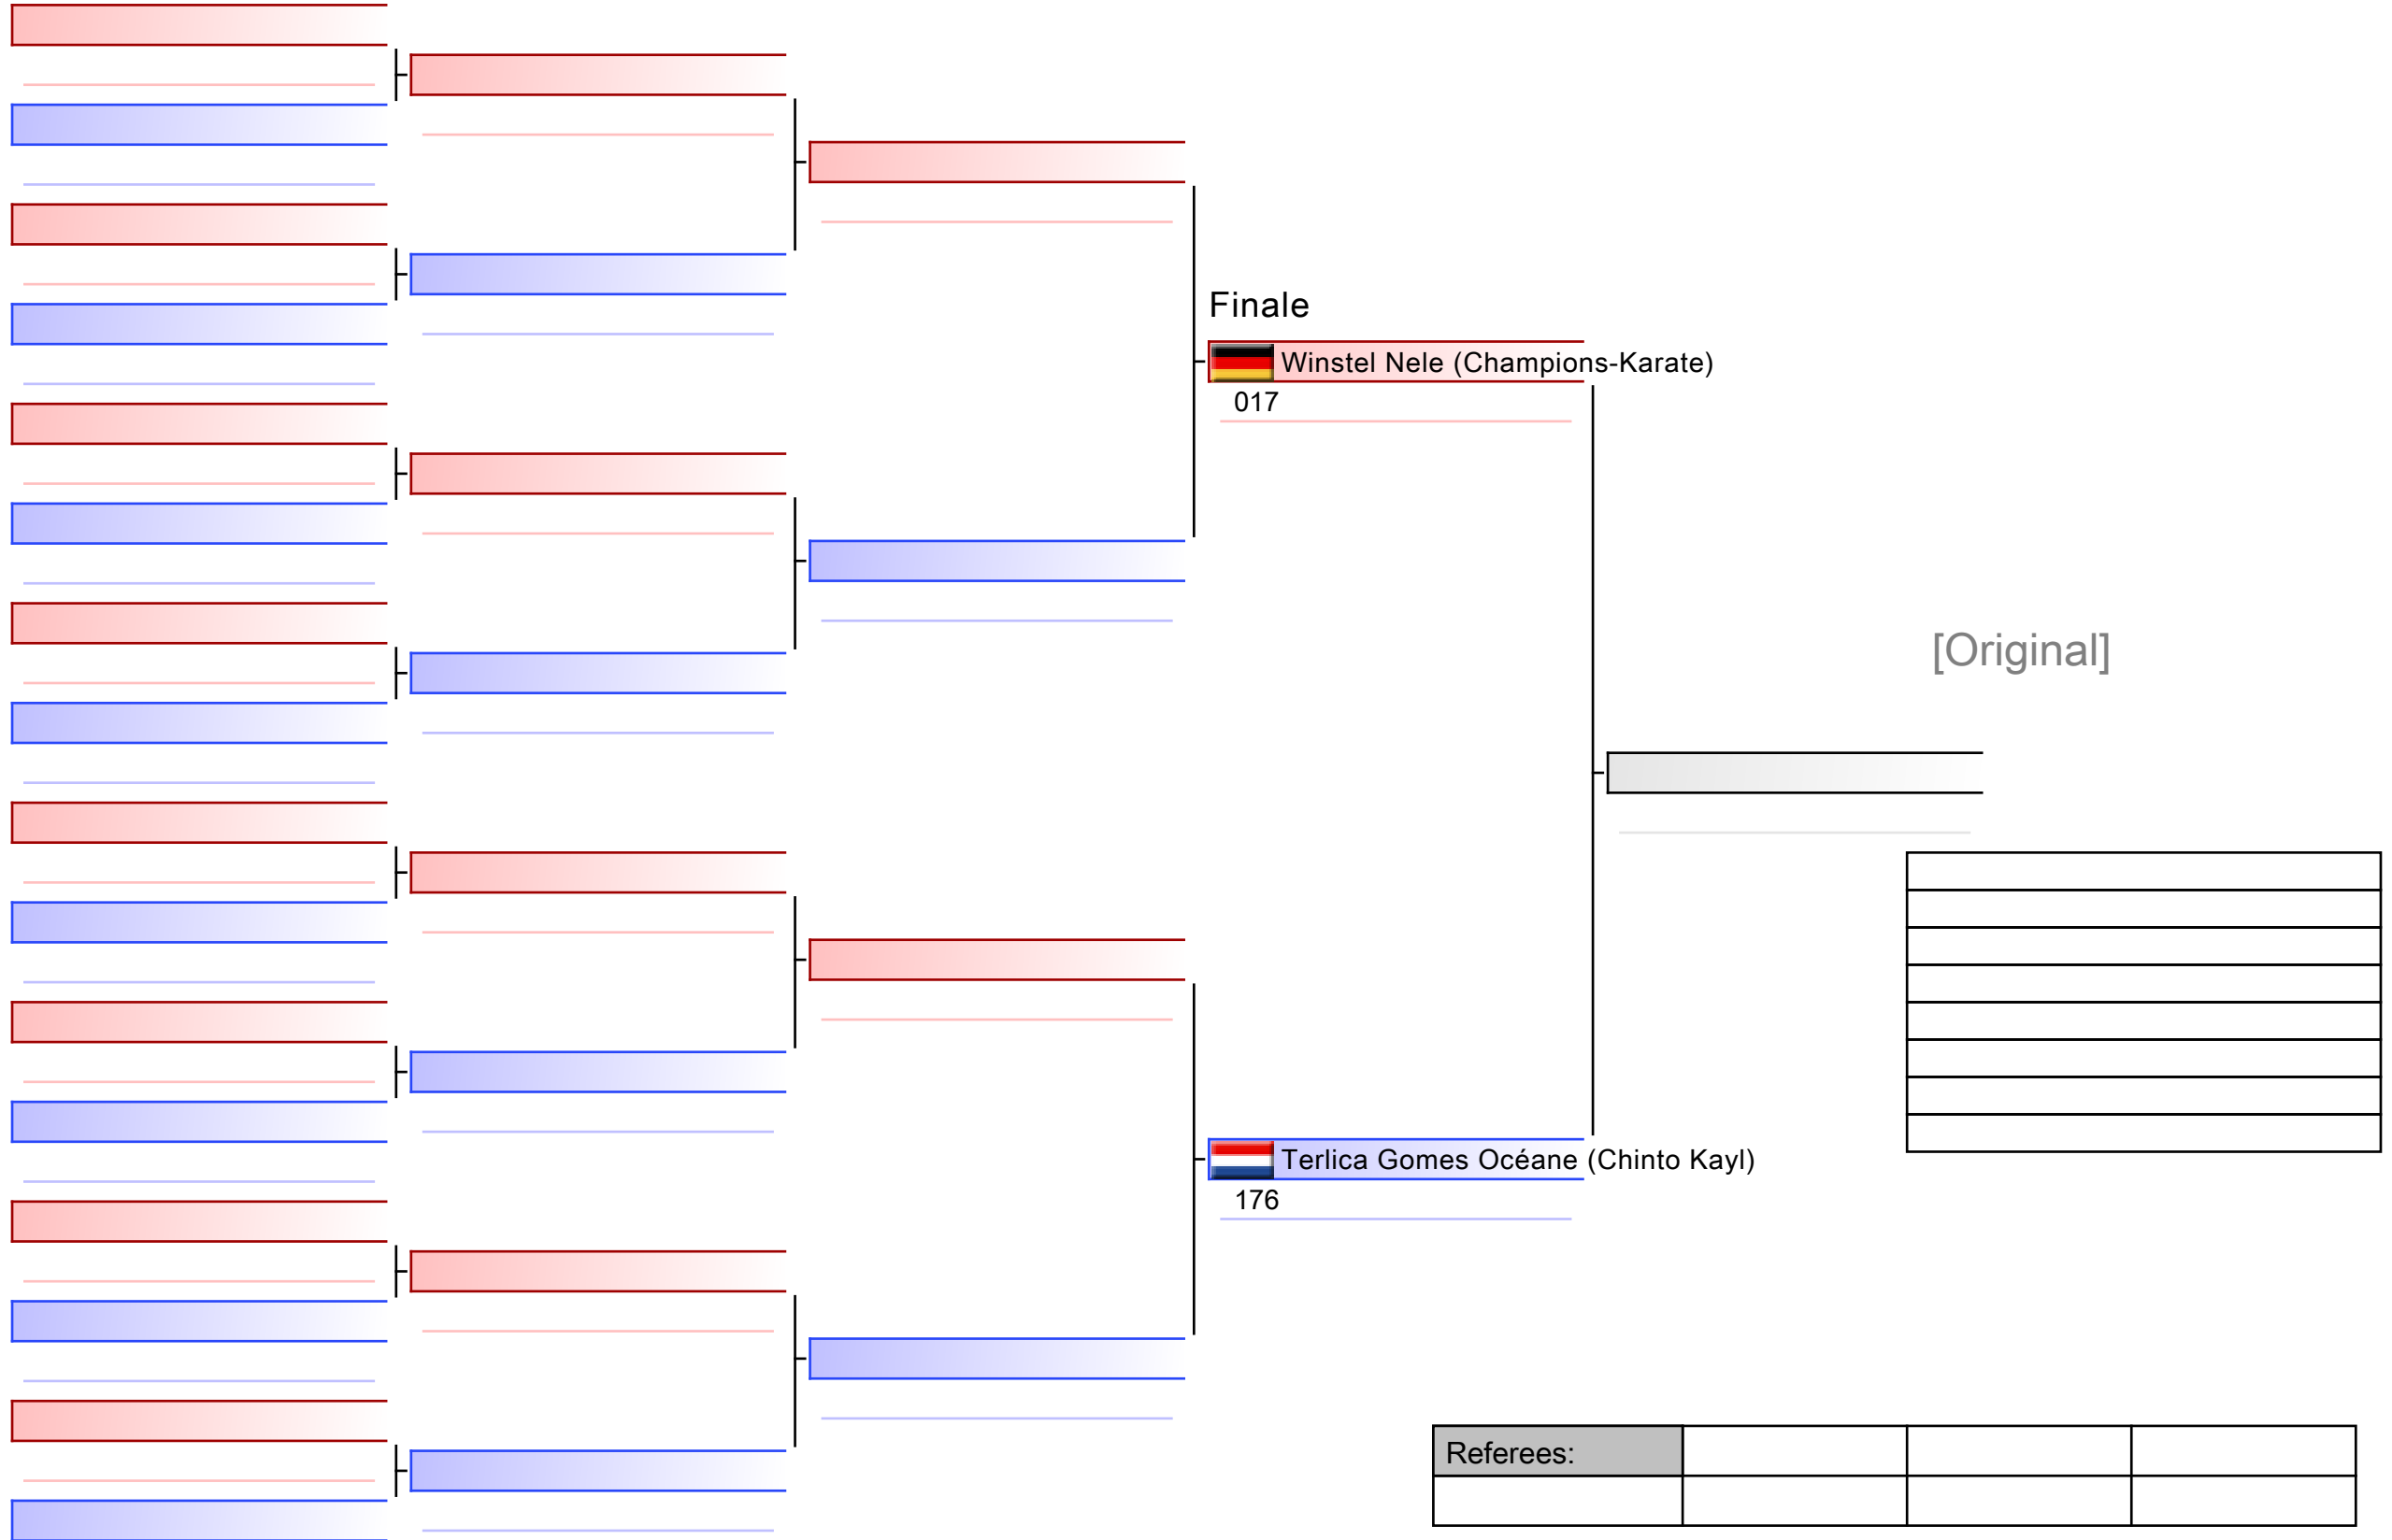 Finale
Winstel Nele (Champions-Karate)
017
[Original]
Terlica Gomes Océane (Chinto Kayl)
176
Referees: